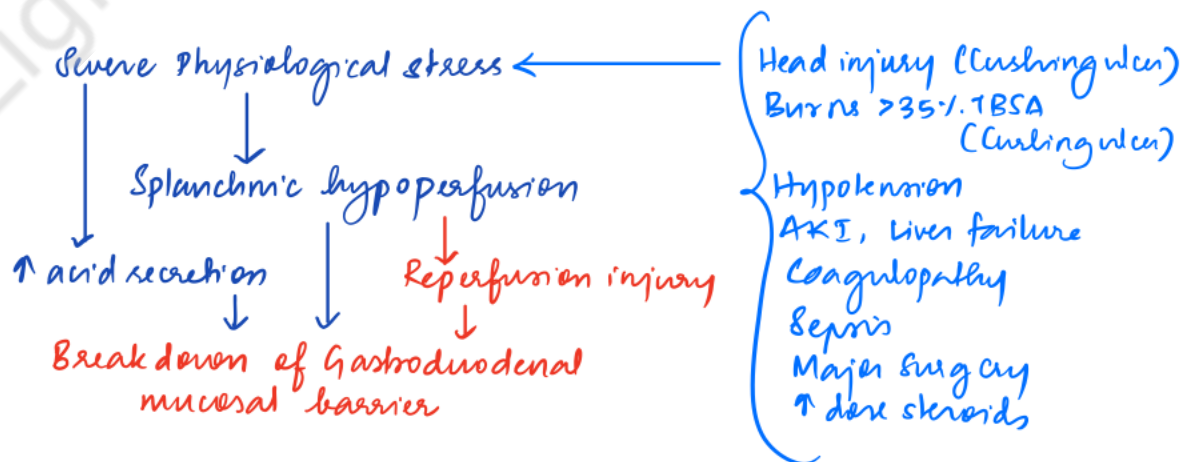 Severe Physiological stress
Splanchnic hypoperfusion
↑ acid secretion
Reperfusion injury
Breakdown of Gastroduodenal
mucosal barrier
Head injury (Cushing ulcer)
Burns >35% TBSA
(Curling ulcer)
Hypotension
AKI, Liver failure
Coagulopathy
Sepsis
Major surgery
↑ dose steroids